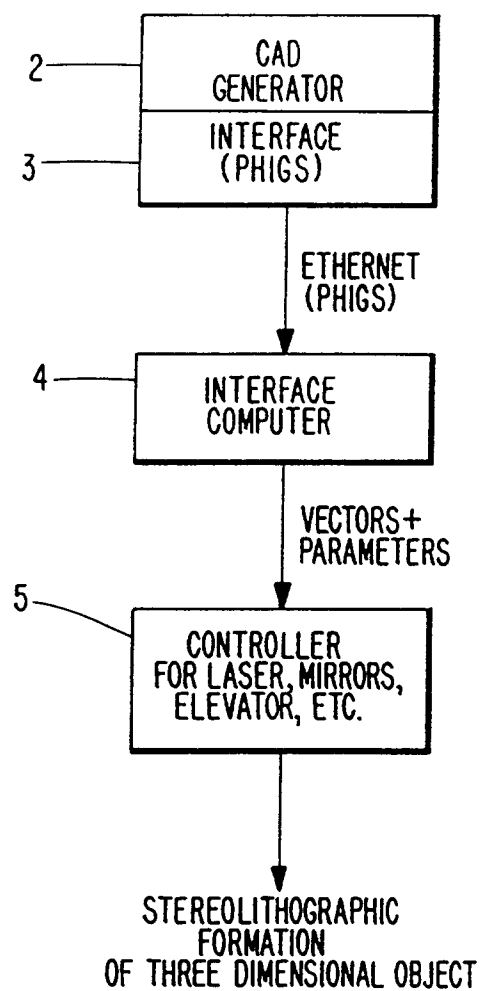 2
CAD
GENERATOR
3
INTERFACE
(PHIGS)
ETHERNET
(PHIGS)
4
INTERFACE
COMPUTER
VECTORS+
PARAMETERS
5
CONTROLLER
FOR LASER, MIRRORS,
ELEVATOR, ETC.
STEREOLITHOGRAPHIC
FORMATION
OF THREE DIMENSIONAL OBJECT